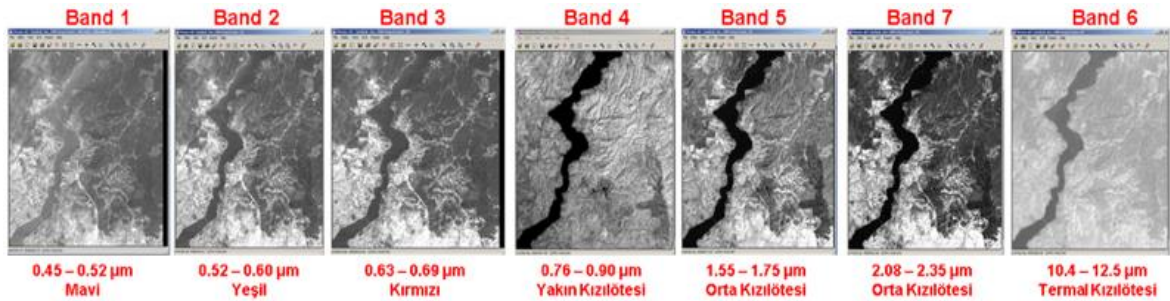 Band 1 Band 2 Band 3 Band 4 Band 5 Band 7 Band 6
0.45 – 0.52 μm 0.52 – 0.60 μm 0.63 – 0.69 μm 0.76 – 0.90 μm 1.55 – 1.75 μm 2.08 – 2.35 μm 10.4 – 12.5 μm
Mavi Yeşil Kırmızı Yakın Kızılötesi Orta Kızılötesi Orta Kızılötesi Termal Kızılötesi